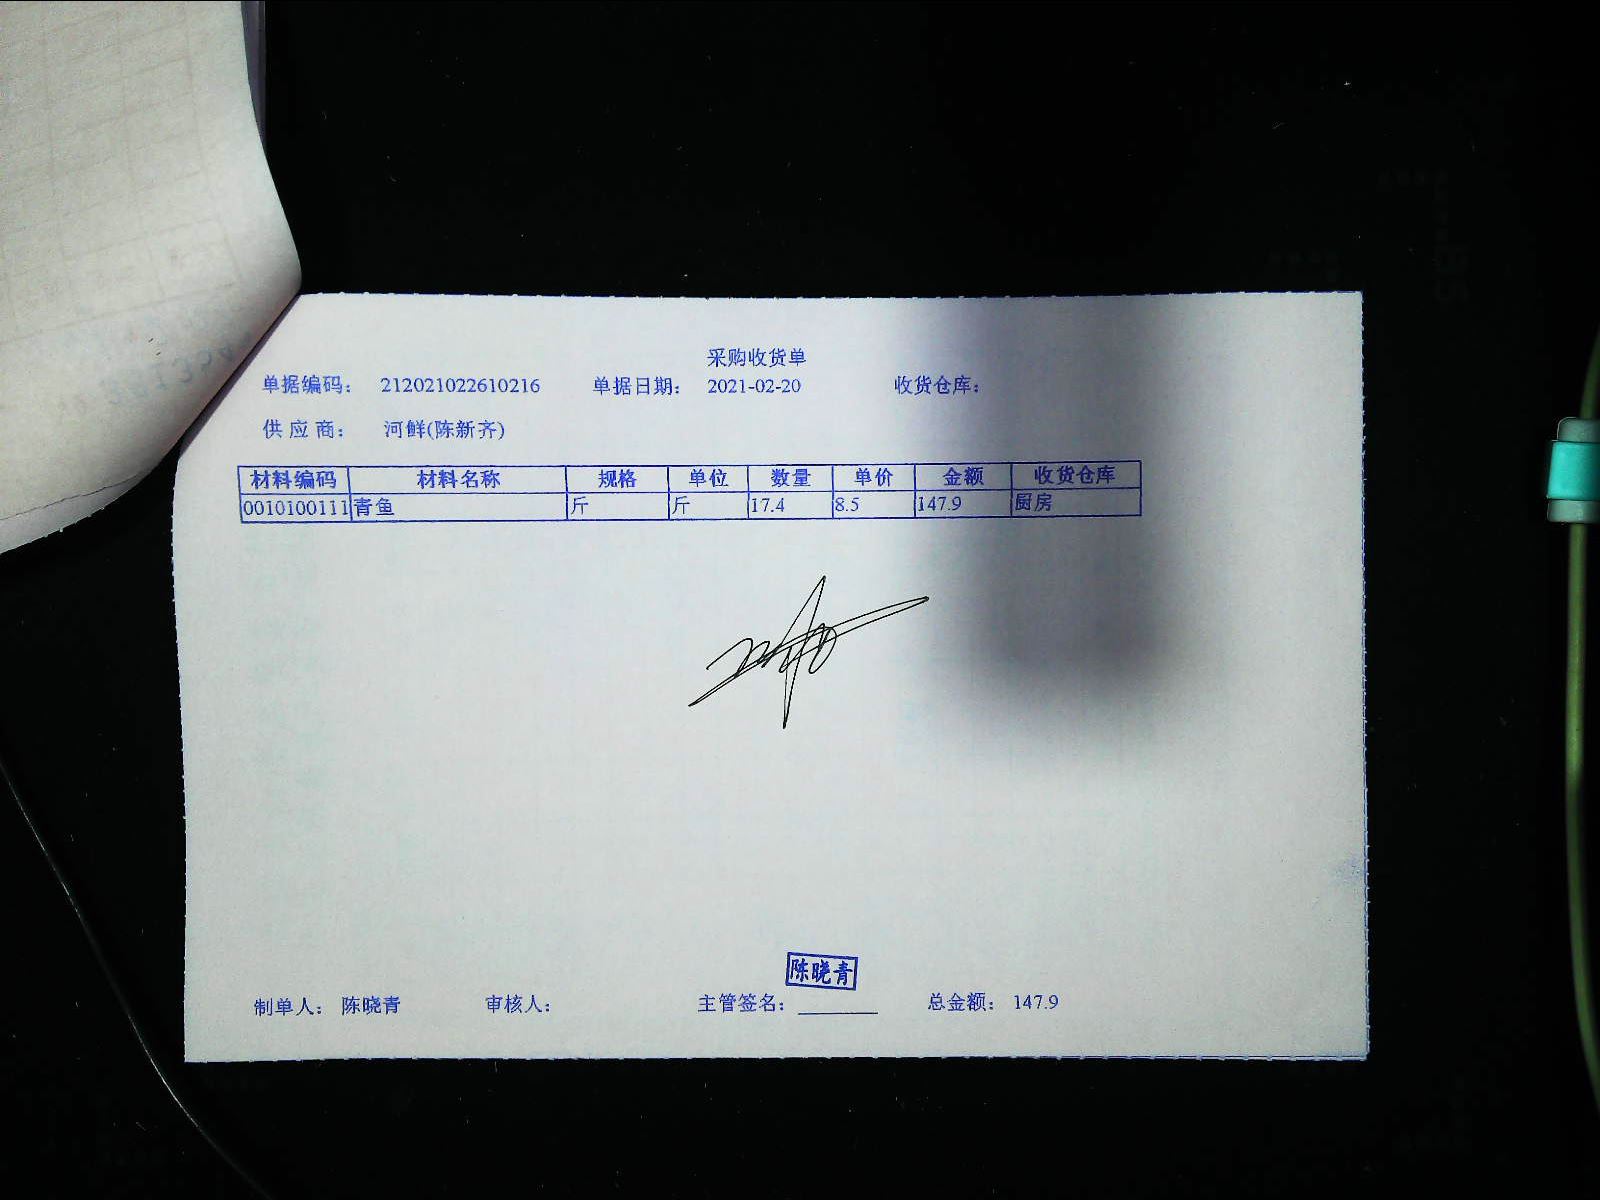 采购收货单
单据编码： 212021022610216 单据日期： 2021-02-20 收货仓库：
供 应 商： 河鲜(陈新齐)
材料编码 材料名称 规格 单位 数量 单价 金额 收货仓库
0010100111 青鱼 斤 斤 17.4 8.5 147.9 厨房
陈晓青
制单人： 陈晓青 审核人： 主管签名： 总金额： 147.9